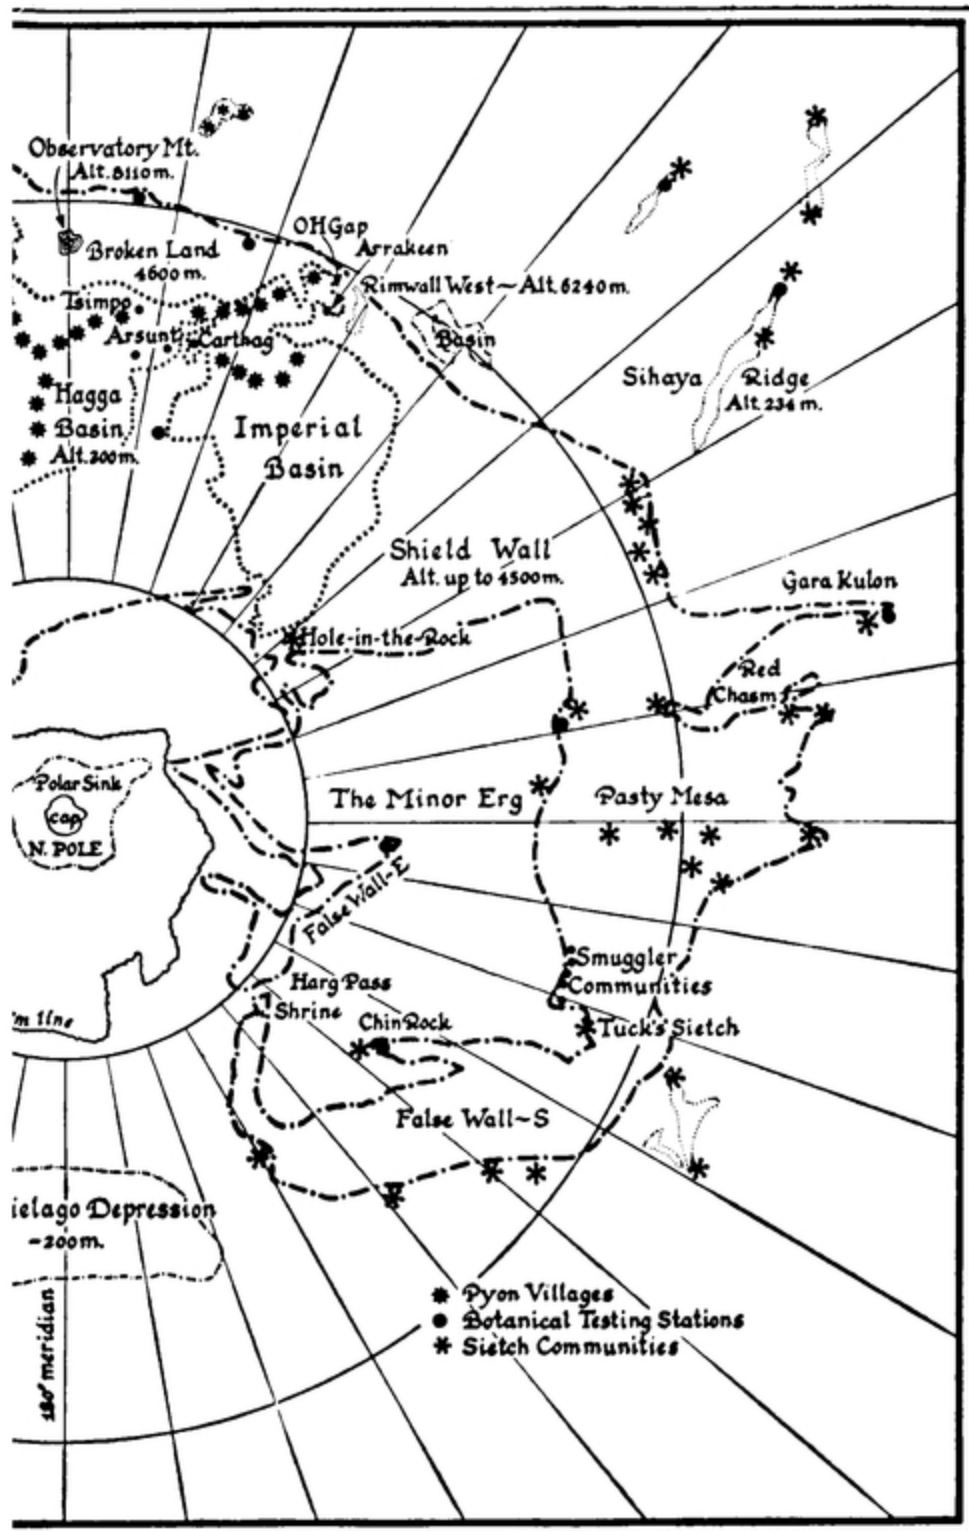 Observatory Mt.
Alt. 8110m.
OH Gap
Arrakeen
Broken Land
4600 m.
Rimwall West ~ Alt. 6240 m.
Tsimpo
Arsunt
Carthag
Basin
Sihaya Ridge
Alt. 234 m.
Hagga
Basin
Alt. 200 m.
Imperial
Basin
Shield Wall
Alt. up to 4500m.
Gara Kulon
Hole-in-the-Rock
Red
Chasm
Polar Sink
cap
N. POLE
The Minor Erg
Pasty Mesa
False Wall-E
Smuggler
Communities
Harg Pass
Shrine
'm line
Chin Rock
Tuck's Sietch
False Wall~S
ielago Depression
-200m.
180° meridian
Pyon Villages
Botanical Testing Stations
Sietch Communities